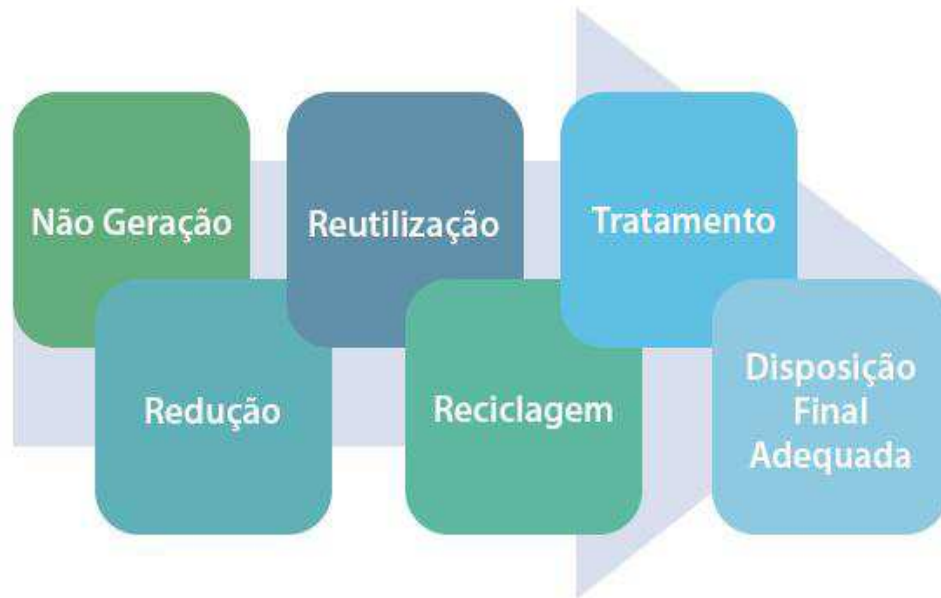 Não Geração
Redução
Reutilização
Reciclagem
Tratamento
Disposição
Final
Adequada